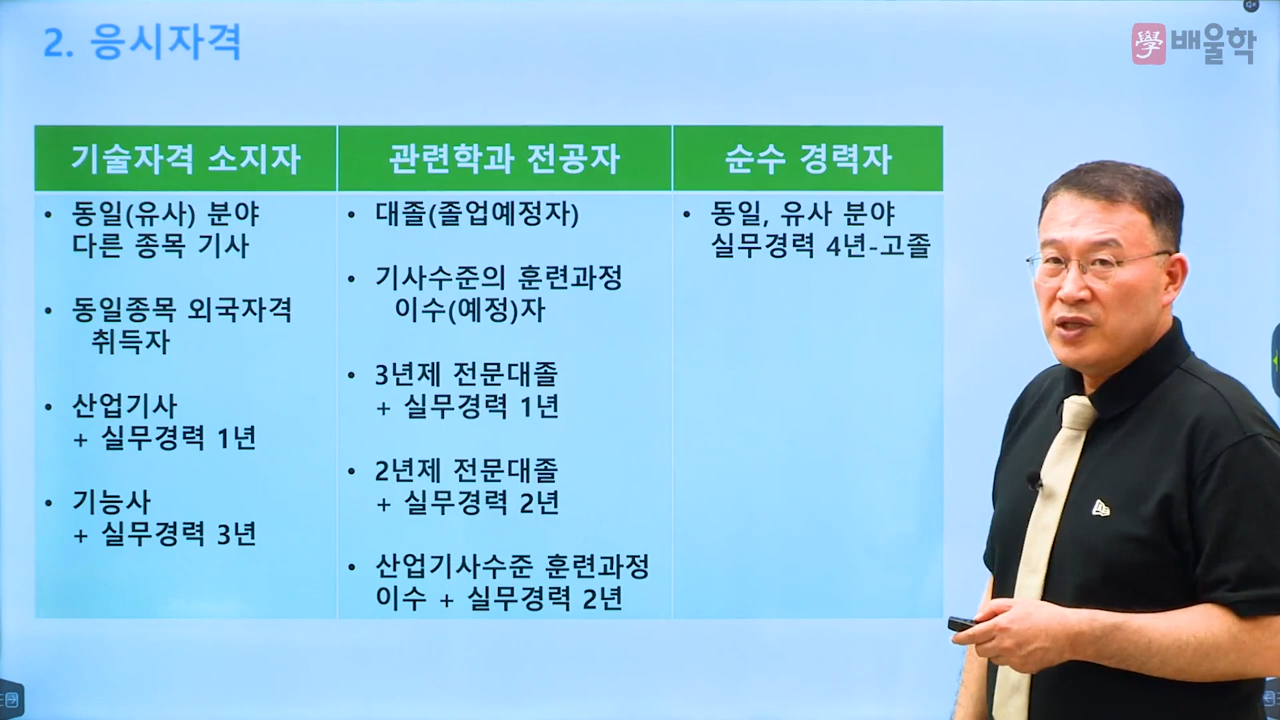 2. 응시자격
學 배울학
기술자격 소지자
• 동일(유사) 분야
다른 종목 기사
• 동일종목 외국자격
취득자
• 산업기사
+ 실무경력 1년
• 기능사
+ 실무경력 3년
관련학과 전공자
• 대졸(졸업예정자)
• 기사수준의 훈련과정
이수(예정)자
• 3년제 전문대졸
+ 실무경력 1년
• 2년제 전문대졸
+ 실무경력 2년
• 산업기사수준 훈련과정
이수 + 실무경력 2년
순수 경력자
• 동일, 유사 분야
실무경력 4년-고졸